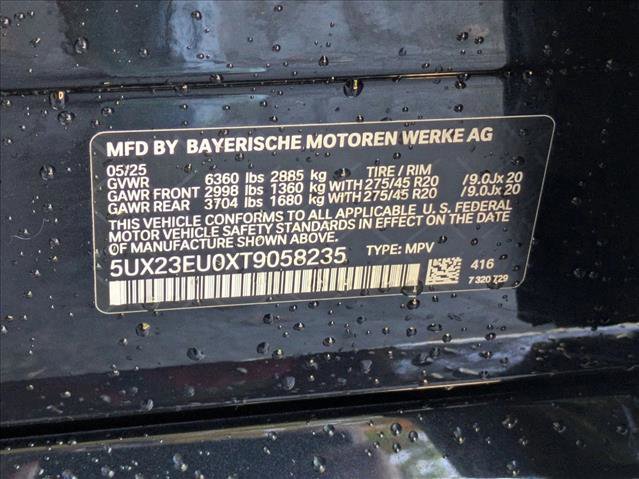 MFD BY BAYERISCHE MOTOREN WERKE AG
05/25 TIRE / RIM
GVWR 6360 lbs 2885 kg
GAWR FRONT 2998 lbs 1360 kg WITH 275/45 R20 / 9.0Jx 20
GAWR REAR 3704 lbs 1680 kg WITH 275/45 R20 / 9.0Jx 20
THIS VEHICLE CONFORMS TO ALL APPLICABLE U. S. FEDERAL
MOTOR VEHICLE SAFETY STANDARDS IN EFFECT ON THE DATE
OF MANUFACTURE SHOWN ABOVE.
5UX23EU0XT9058235 TYPE: MPV
416
7 320 729